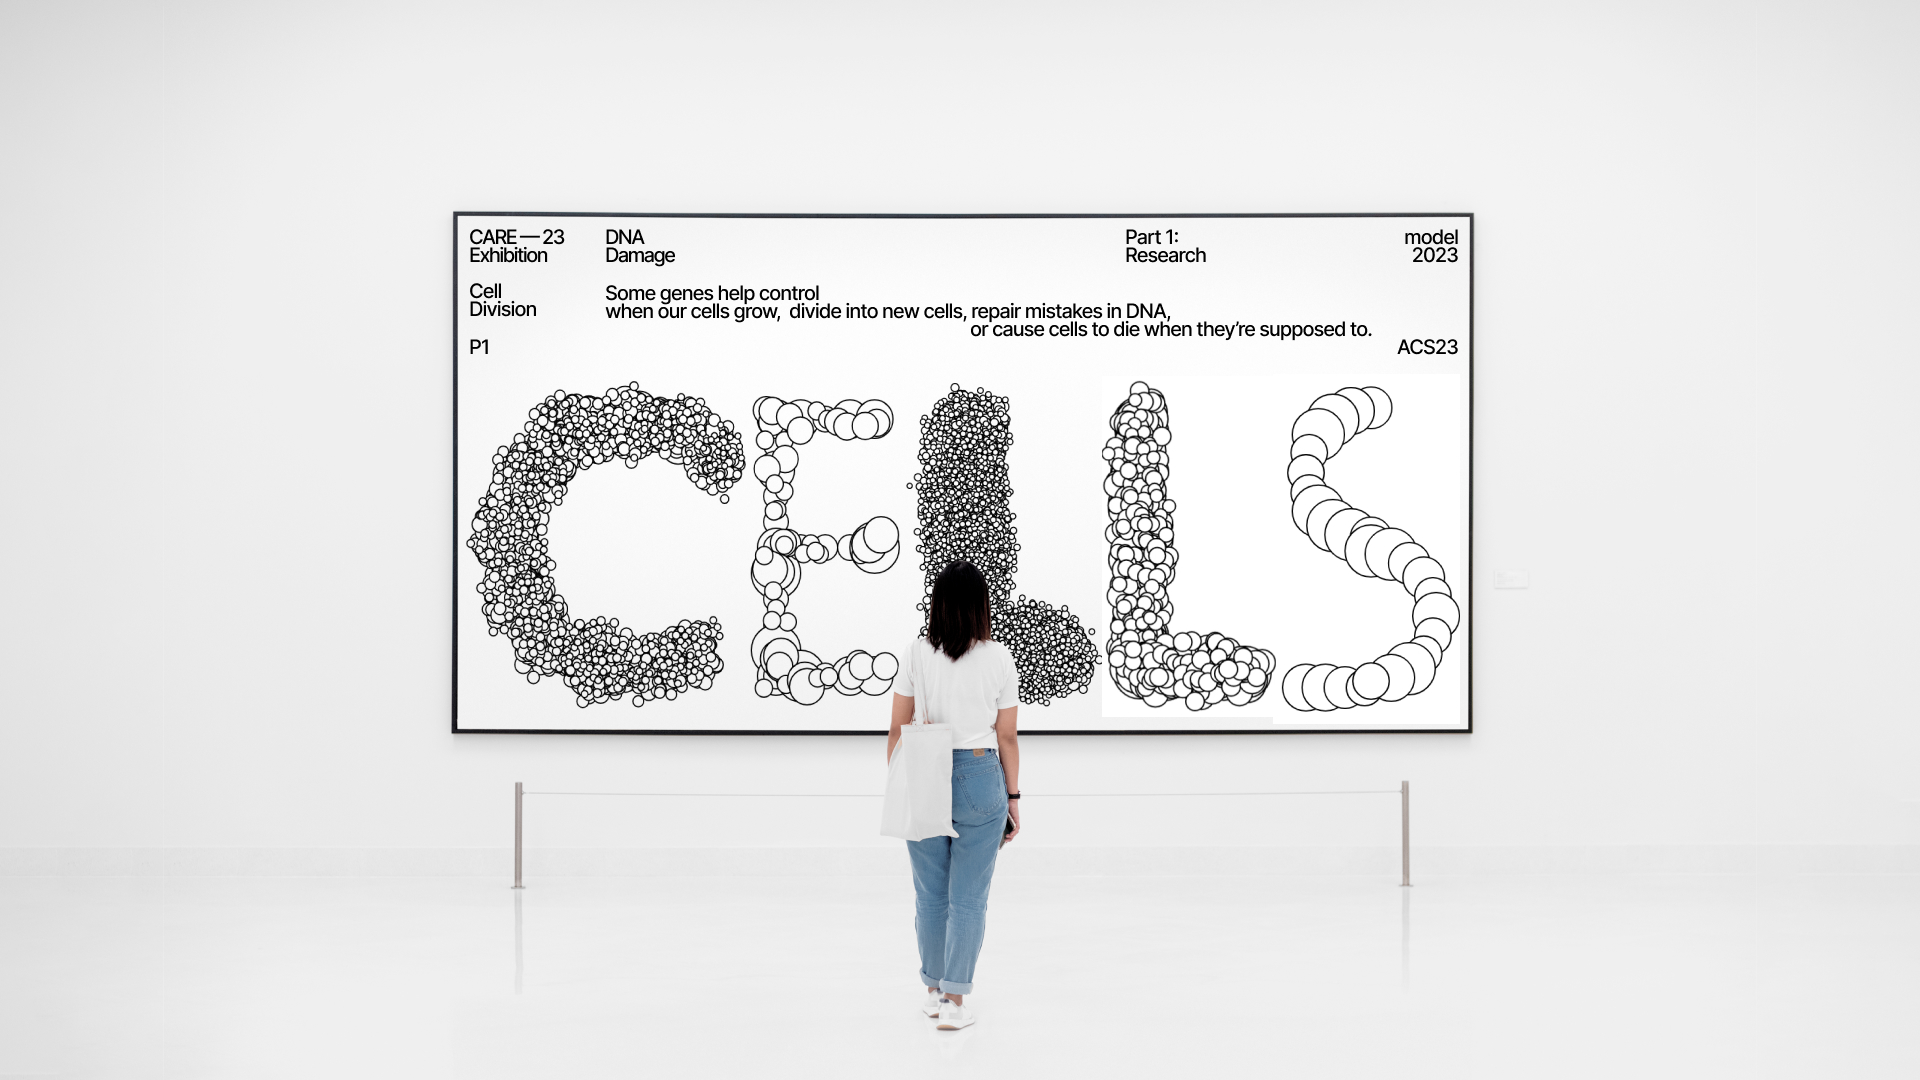 CARE — 23
Exhibition
DNA
Damage
Part 1:
Research
model
2023
Cell
Division
Some genes help control
when our cells grow,  divide into new cells, repair mistakes in DNA,
or cause cells to die when they’re supposed to.
P1
ACS23
CELLS